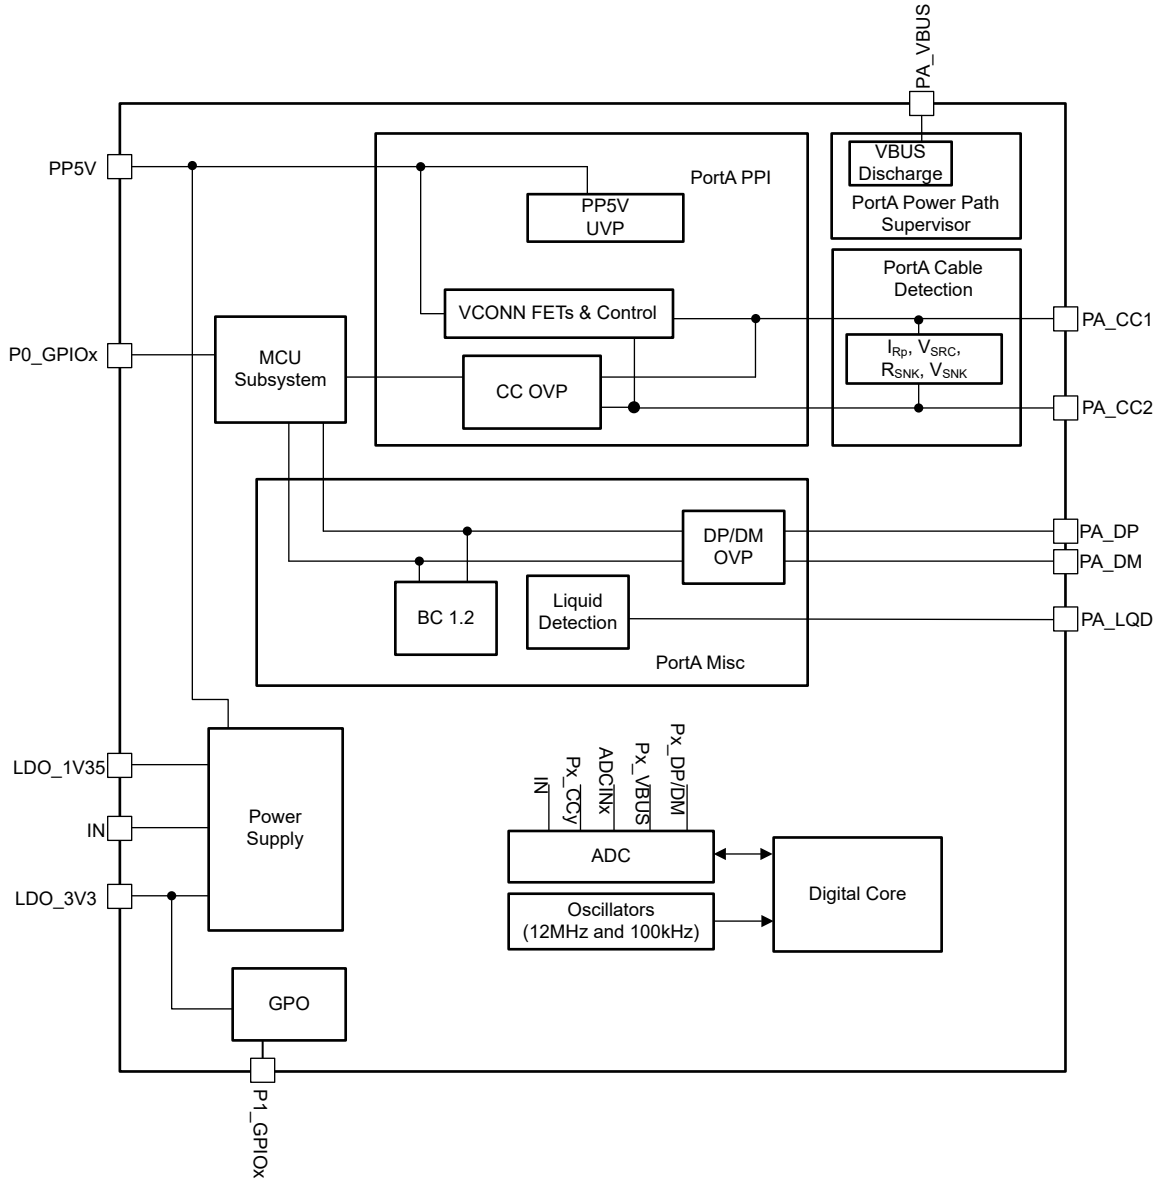 PA_VBUS
PP5V
PortA PPI
PP5V
UVP
VBUS
Discharge
PortA Power Path
Supervisor
PortA Cable
Detection
VCONN FETs & Control
PA_CC1
P0_GPIOx
MCU
Subsystem
CC OVP
I_Rp, V_SRC,
R_SNK, V_SNK
PA_CC2
DP/DM
OVP
PA_DP
PA_DM
BC 1.2
Liquid
Detection
PA_LQD
PortA Misc
LDO_1V35
IN
LDO_3V3
Power
Supply
IN
Px_CCy
ADCINx
Px_VBUS
Px_DP/DM
ADC
Oscillators
(12MHz and 100kHz)
Digital Core
GPO
P1_GPIOx